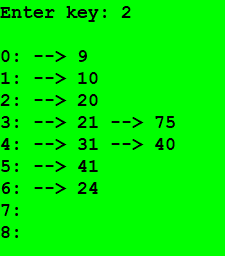 Enter key: 2
0: --> 9
1: --> 10
2: --> 20
3: --> 21 --> 75
4: --> 31 --> 40
5: --> 41
6: --> 24
7:
8: